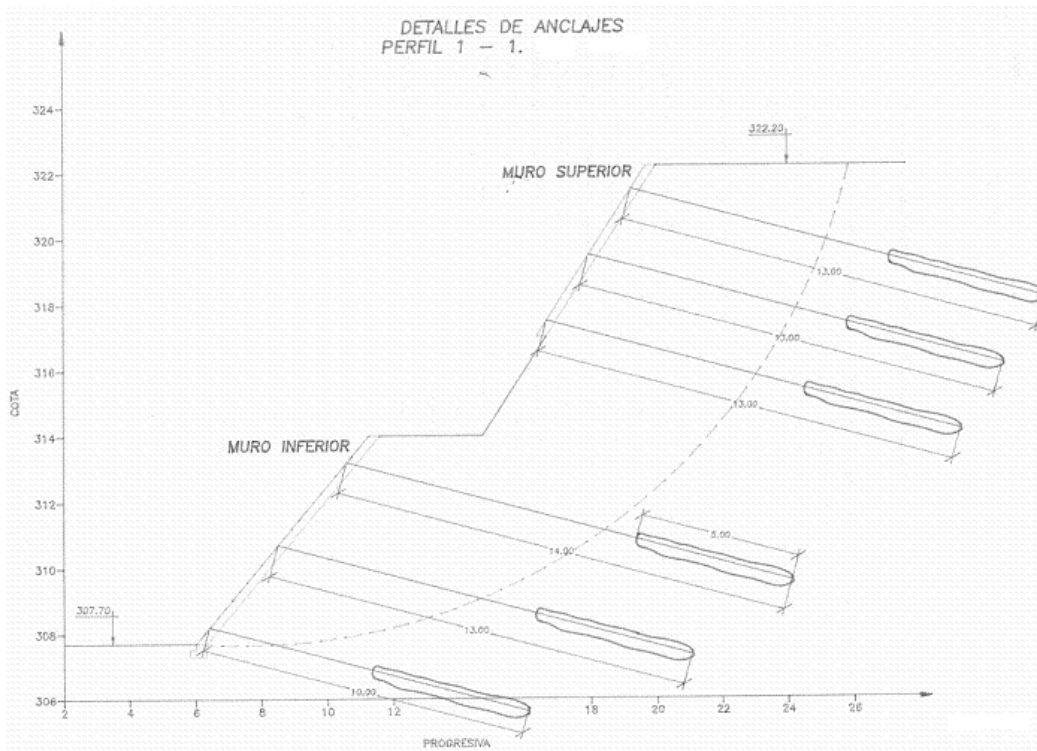 DETALLES DE ANCLAJES
PERFIL 1 - 1.
324
322.20
MURO SUPERIOR
322
320
13.00
318
13.00
316
13.00
COTA
314
MURO INFERIOR
312
5.00
14.00
310
307.70
308
13.00
10.00
306
2 4 6 8 10 12 18 20 22 24 26
PROGRESIVA